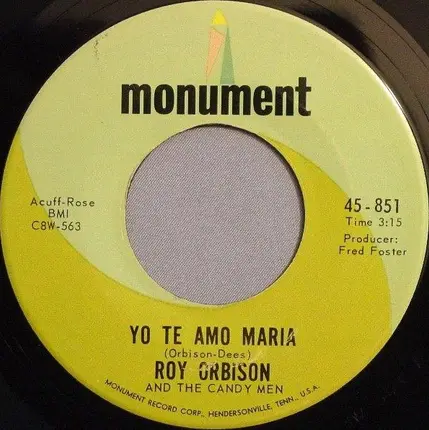 monument
Acuff-Rose
BMI
C8W-563
45-851
Time 3:15
Producer:
Fred Foster
YO TE AMO MARIA
(Orbison-Dees)
ROY ORBISON
AND THE CANDY MEN
MONUMENT RECORD CORP., HENDERSONVILLE, TENN., U.S.A.